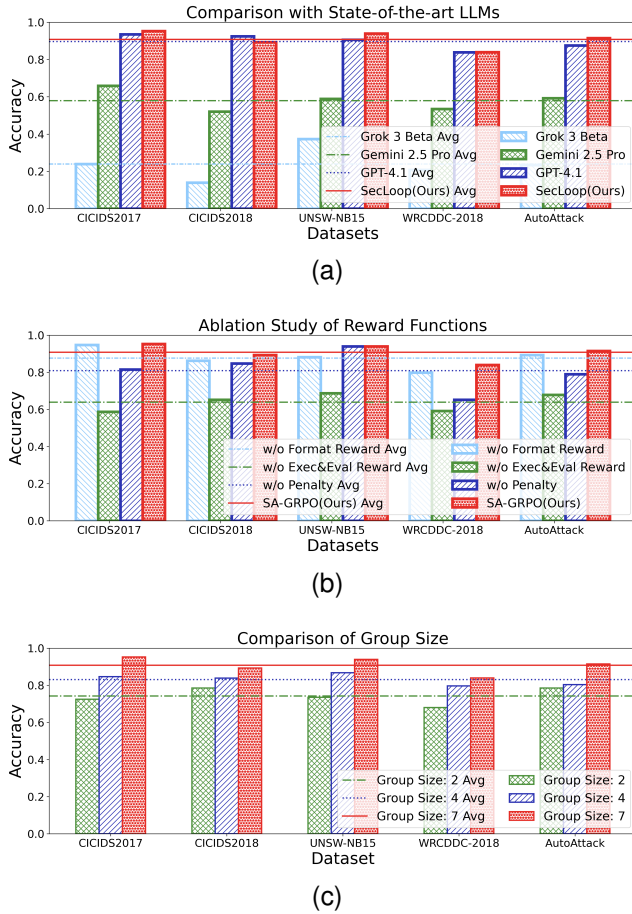 Comparison with State-of-the-art LLMs
Accuracy
1.0
0.8
0.6
0.4
0.2
0.0
Grok 3 Beta Avg
Gemini 2.5 Pro Avg
GPT-4.1 Avg
SecLoop(Ours) Avg
Grok 3 Beta
Gemini 2.5 Pro
GPT-4.1
SecLoop(Ours)
CICIDS2017 CICIDS2018 UNSW-NB15 WRCDDC-2018 AutoAttack
Datasets
(a)
Ablation Study of Reward Functions
Accuracy
1.0
0.8
0.6
0.4
0.2
0.0
w/o Format Reward Avg
w/o Exec&Eval Reward Avg
w/o Penalty Avg
SA-GRPO(Ours) Avg
w/o Format Reward
w/o Exec&Eval Reward
w/o Penalty
SA-GRPO(Ours)
CICIDS2017 CICIDS2018 UNSW-NB15 WRCDDC-2018 AutoAttack
Datasets
(b)
Comparison of Group Size
Accuracy
1.0
0.8
0.6
0.4
0.2
0.0
Group Size: 2 Avg
Group Size: 4 Avg
Group Size: 7 Avg
Group Size: 2
Group Size: 4
Group Size: 7
CICIDS2017 CICIDS2018 UNSW-NB15 WRCDDC-2018 AutoAttack
Dataset
(c)